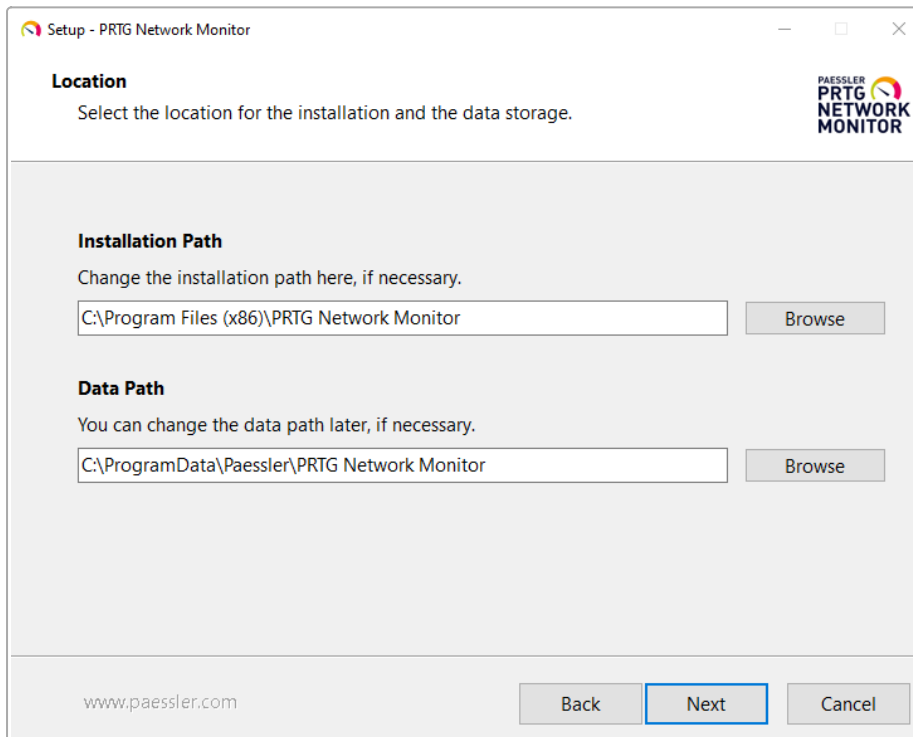 Setup - PRTG Network Monitor
Location
Select the location for the installation and the data storage.
PAESSLER
PRTG
NETWORK
MONITOR
Installation Path
Change the installation path here, if necessary.
C:\Program Files (x86)\PRTG Network Monitor
Browse
Data Path
You can change the data path later, if necessary.
C:\ProgramData\Paessler\PRTG Network Monitor
Browse
www.paessler.com
Back
Next
Cancel